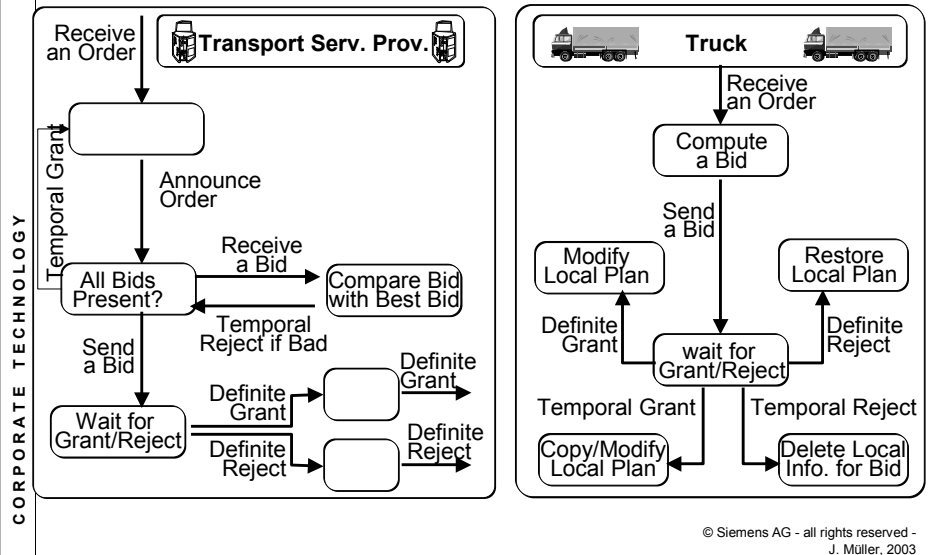 CORPORATE TECHNOLOGY
Transport Serv. Prov.
Receive
an Order
Temporal Grant
Announce
Order
All Bids
Present?
Receive
a Bid
Compare Bid
with Best Bid
Temporal
Reject if Bad
Send
a Bid
Wait for
Grant/Reject
Definite
Grant
Definite
Grant
Definite
Reject
Definite
Reject
Truck
Receive
an Order
Compute
a Bid
Send
a Bid
Modify
Local Plan
Restore
Local Plan
Definite
Grant
Definite
Reject
wait for
Grant/Reject
Temporal Grant
Temporal Reject
Copy/Modify
Local Plan
Delete Local
Info. for Bid
© Siemens AG - all rights reserved -
J. Müller, 2003